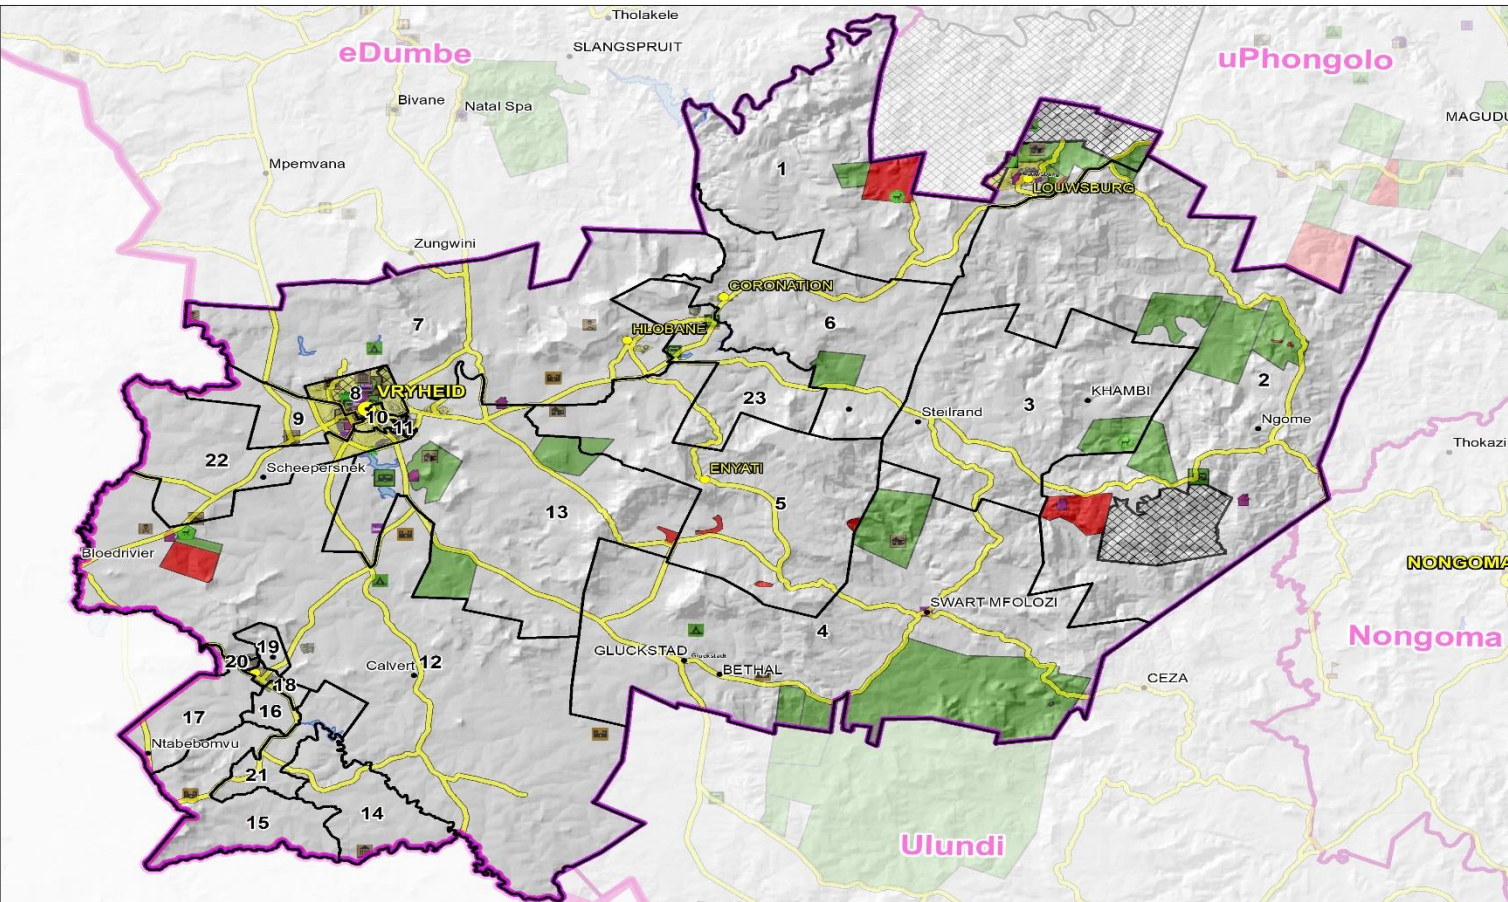 Tholakele
SLANGSPRUIT
eDumbe
uPhongolo
Bivane
Natal Spa
MAGUDU
Mpemvana
1
LOUWSBURG
Zungwini
CORONATION
7
HLOBANE
6
8
VRYHEID
KHAMBI
2
23
3
9
10
11
Steilrand
Ngome
Thokazi
22
Scheepersnek
ENYATI
5
13
Bloedrivier
NONGOMA
SWART MFOLOZI
4
Nongoma
19
20
GLUCKSTAD
Gluckstadt
Calvert
12
BETHAL
CEZA
18
16
17
Ntabebomvu
21
14
15
Ulundi